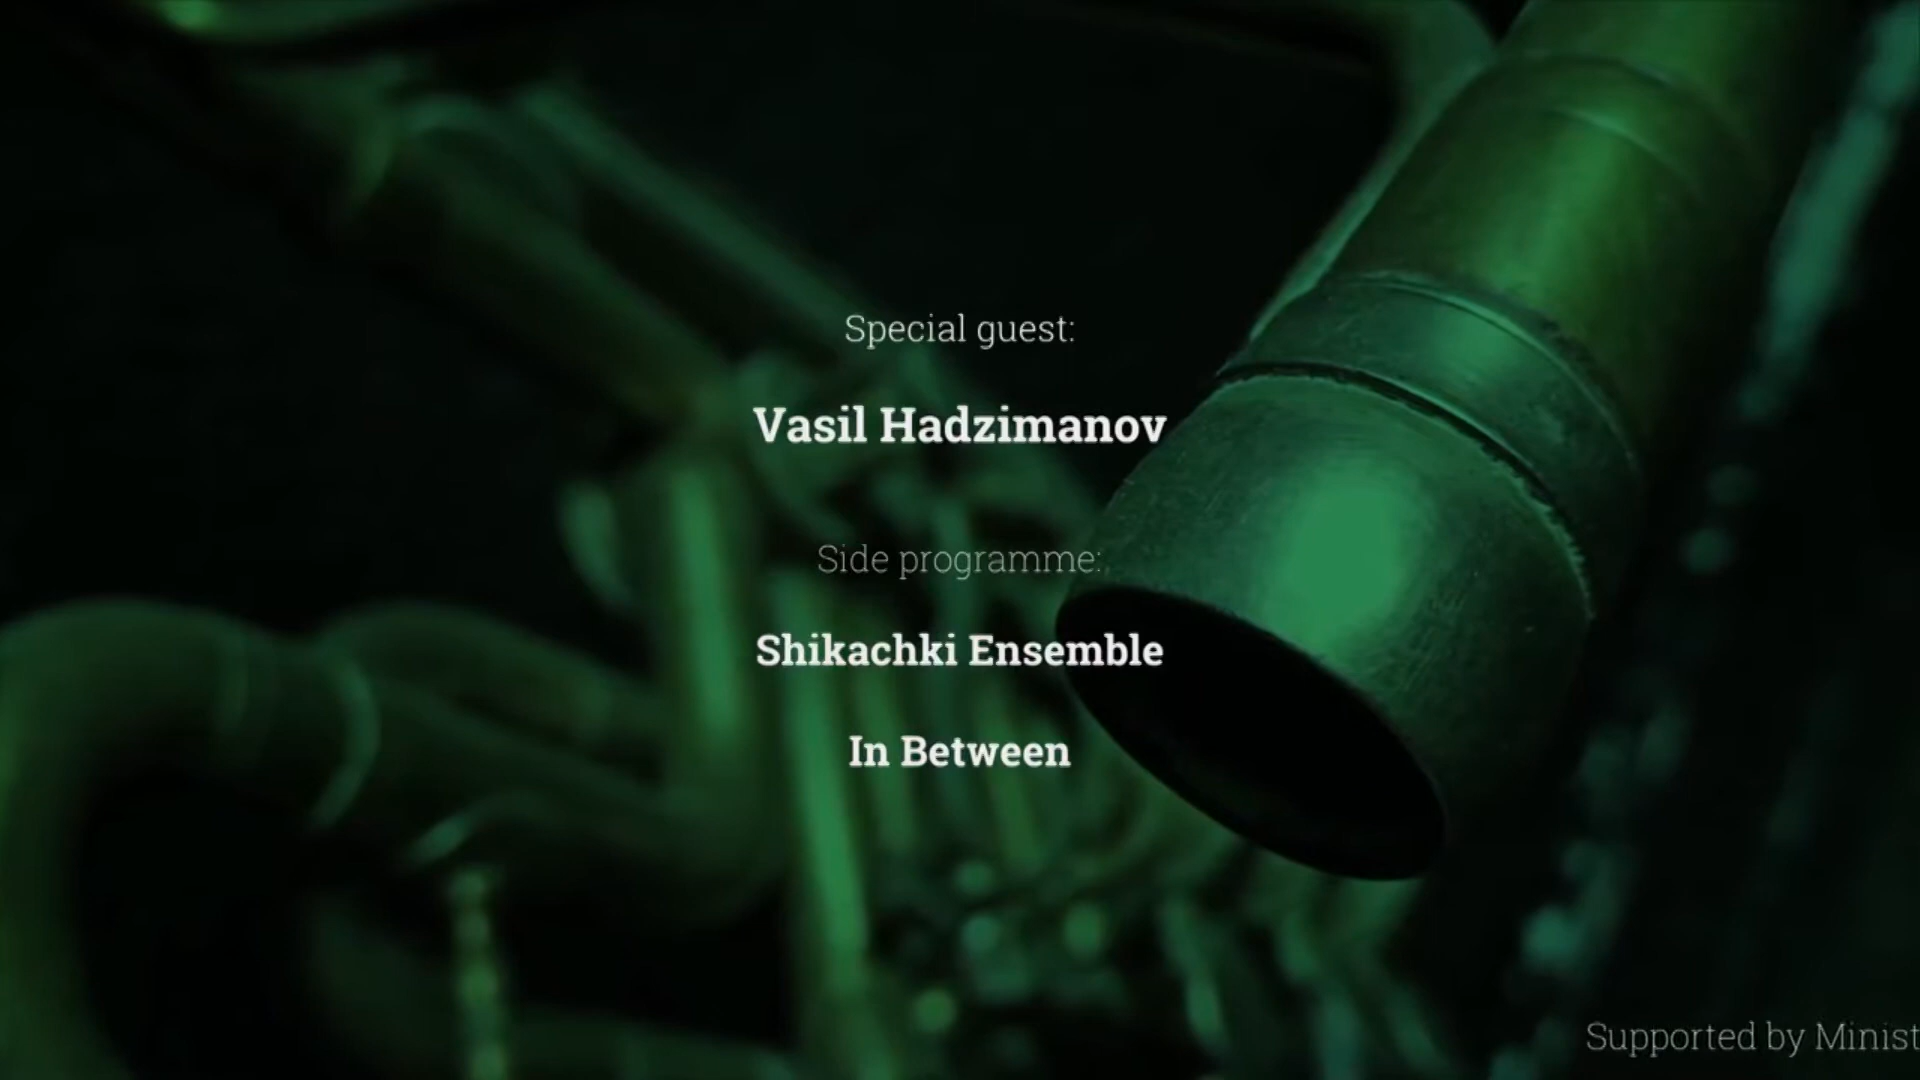 Special guest:
Vasil Hadzimanov
Side programme:
Shikachki Ensemble
In Between
Supported by Minist